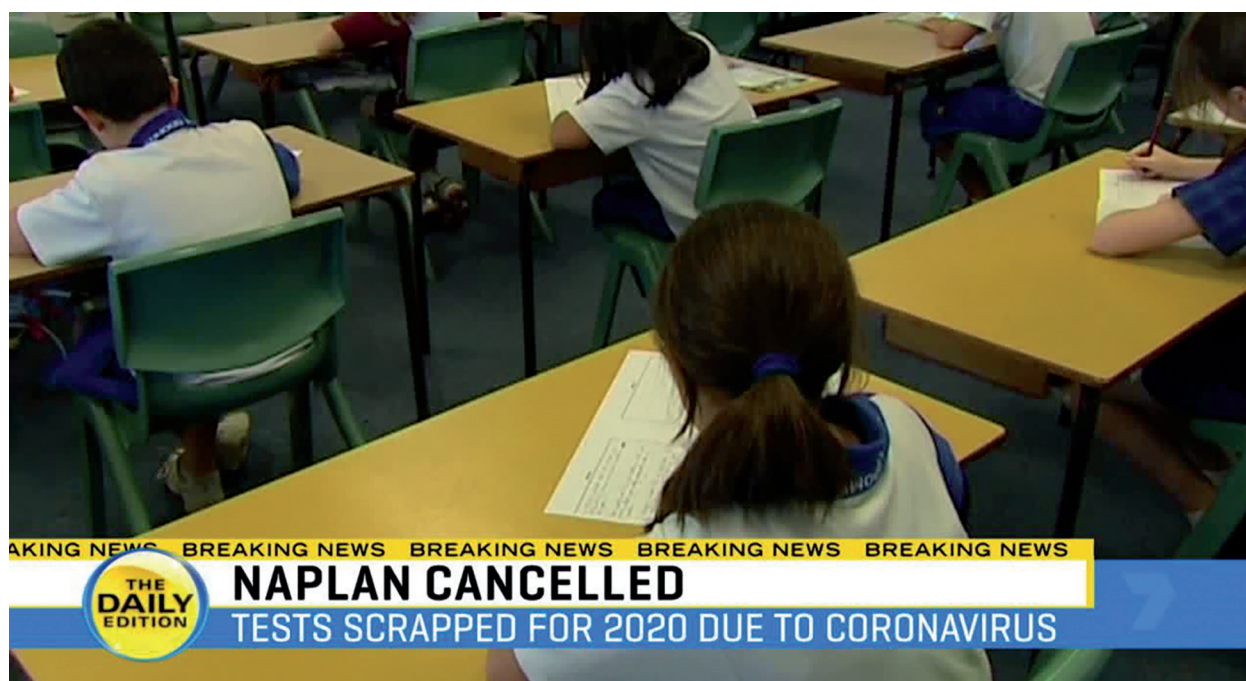 AKING NEWS BREAKING NEWS BREAKING NEWS BREAKING NEWS BREAKING NEWS
THE
DAILY
EDITION
NAPLAN CANCELLED
TESTS SCRAPPED FOR 2020 DUE TO CORONAVIRUS
7